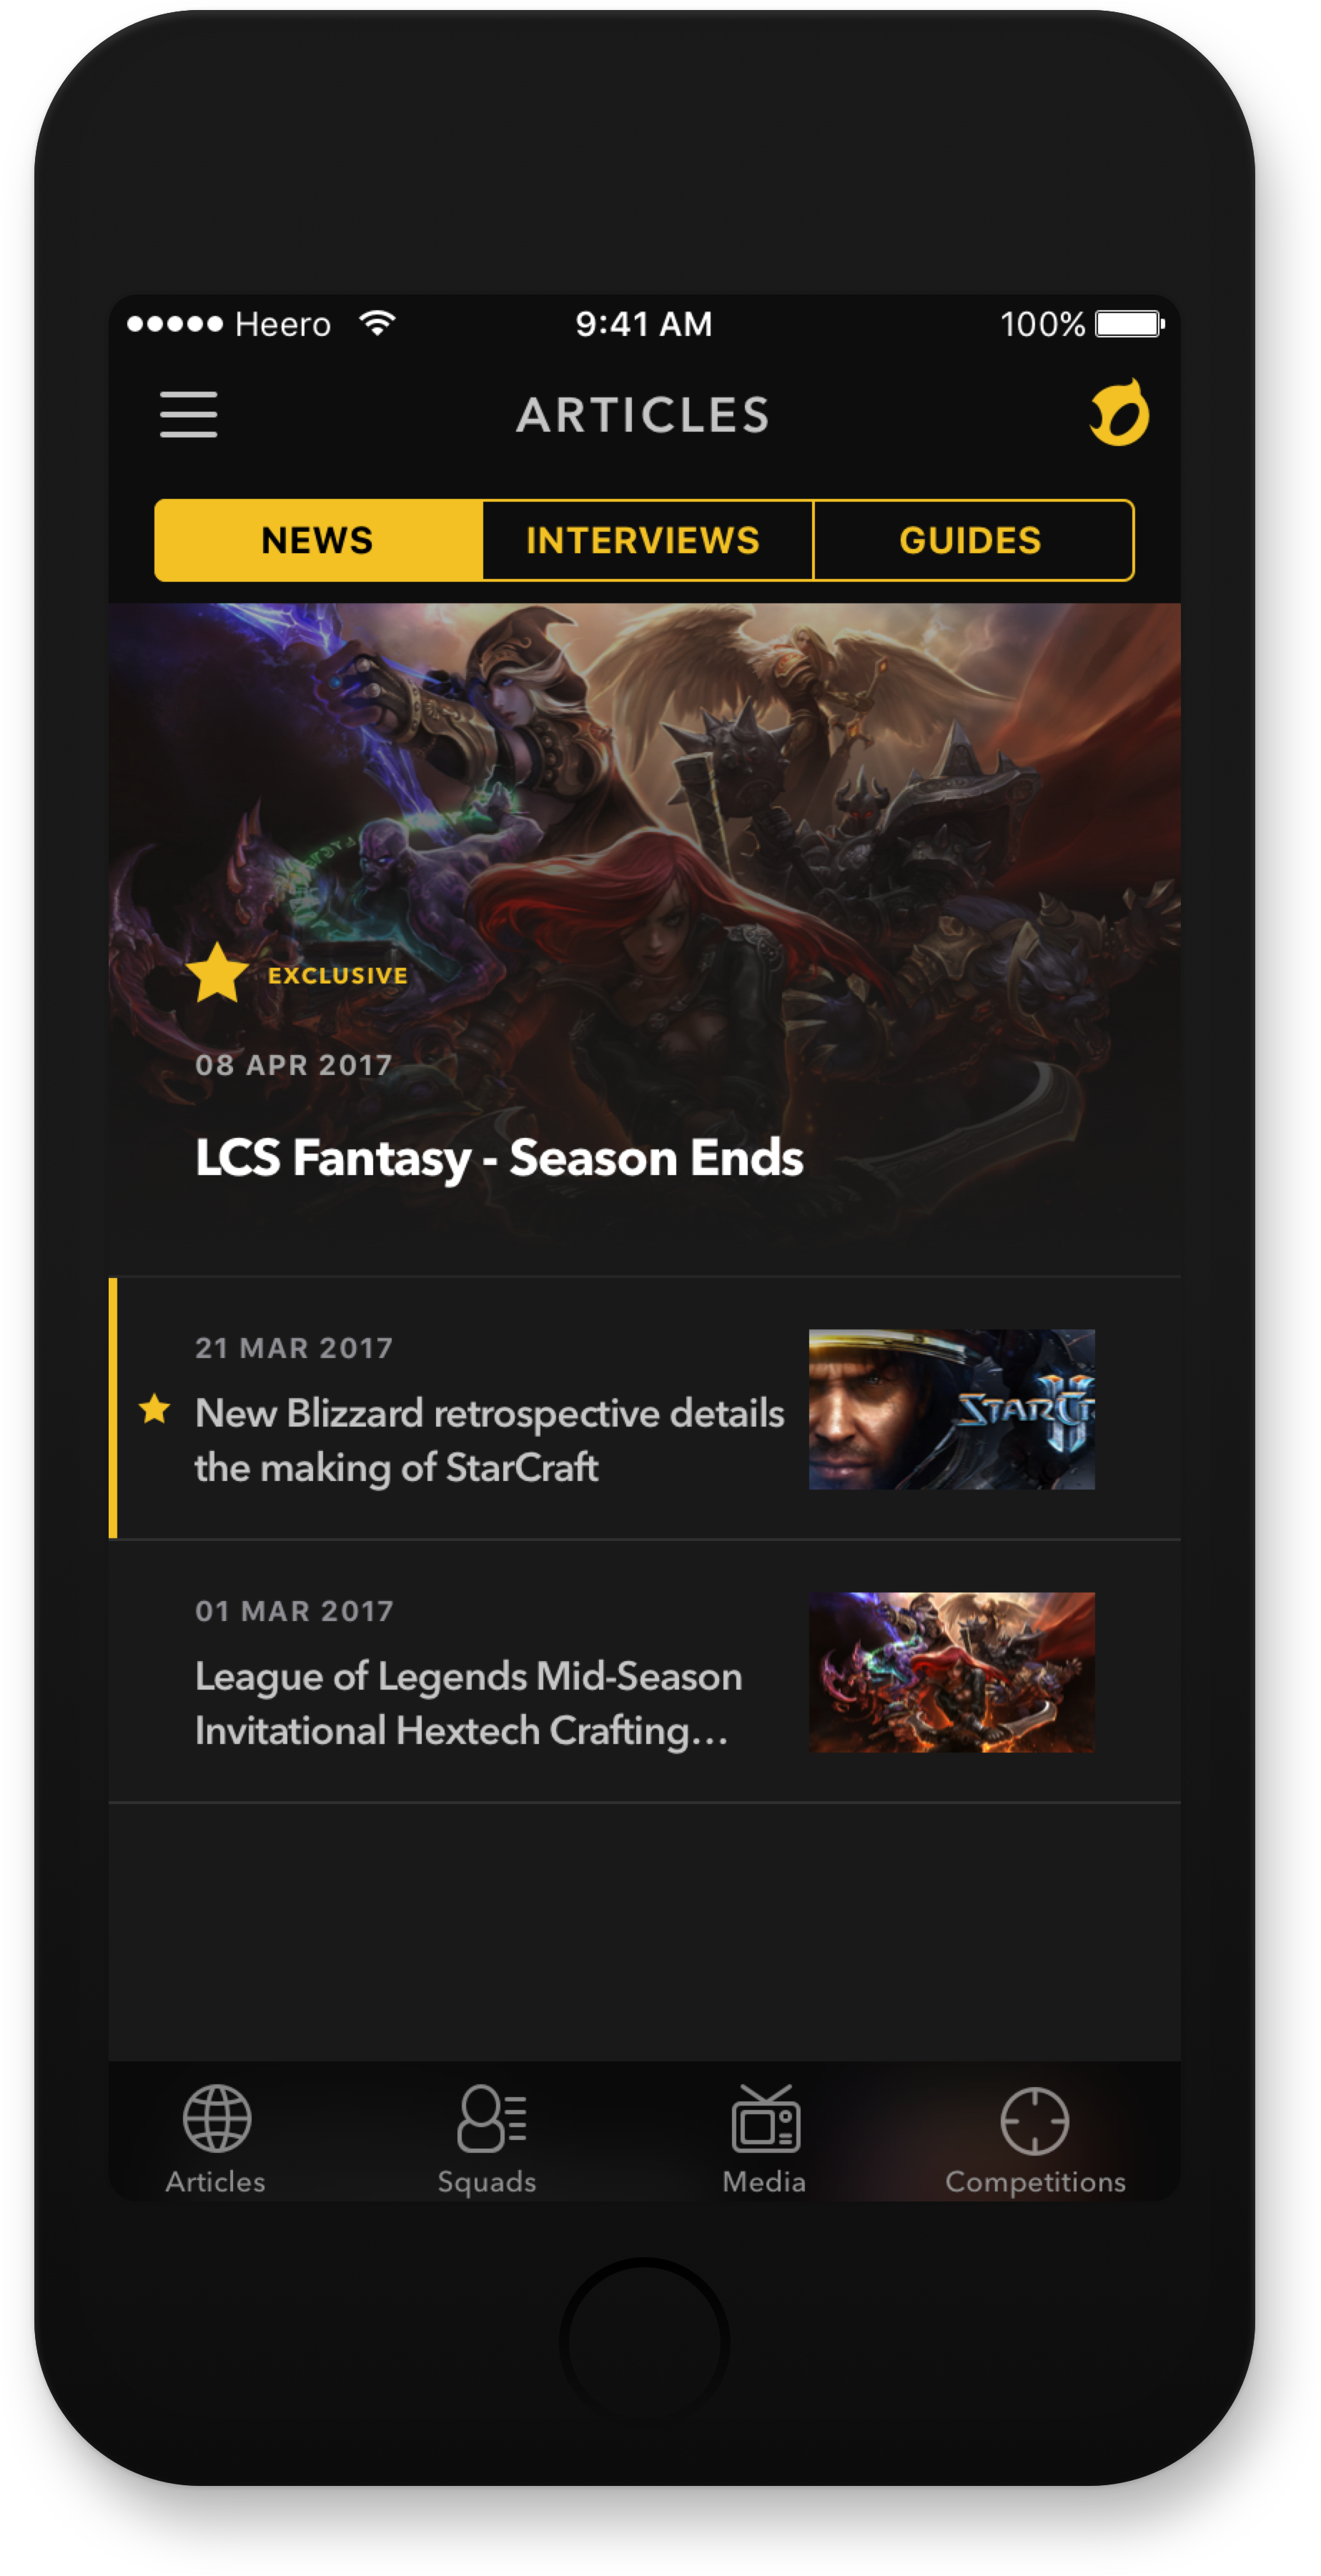 Heero 9:41 AM 100%
ARTICLES
NEWS INTERVIEWS GUIDES
EXCLUSIVE
08 APR 2017
LCS Fantasy - Season Ends
21 MAR 2017
New Blizzard retrospective details
the making of StarCraft
STARCR
II
01 MAR 2017
League of Legends Mid-Season
Invitational Hextech Crafting...
Articles Squads Media Competitions